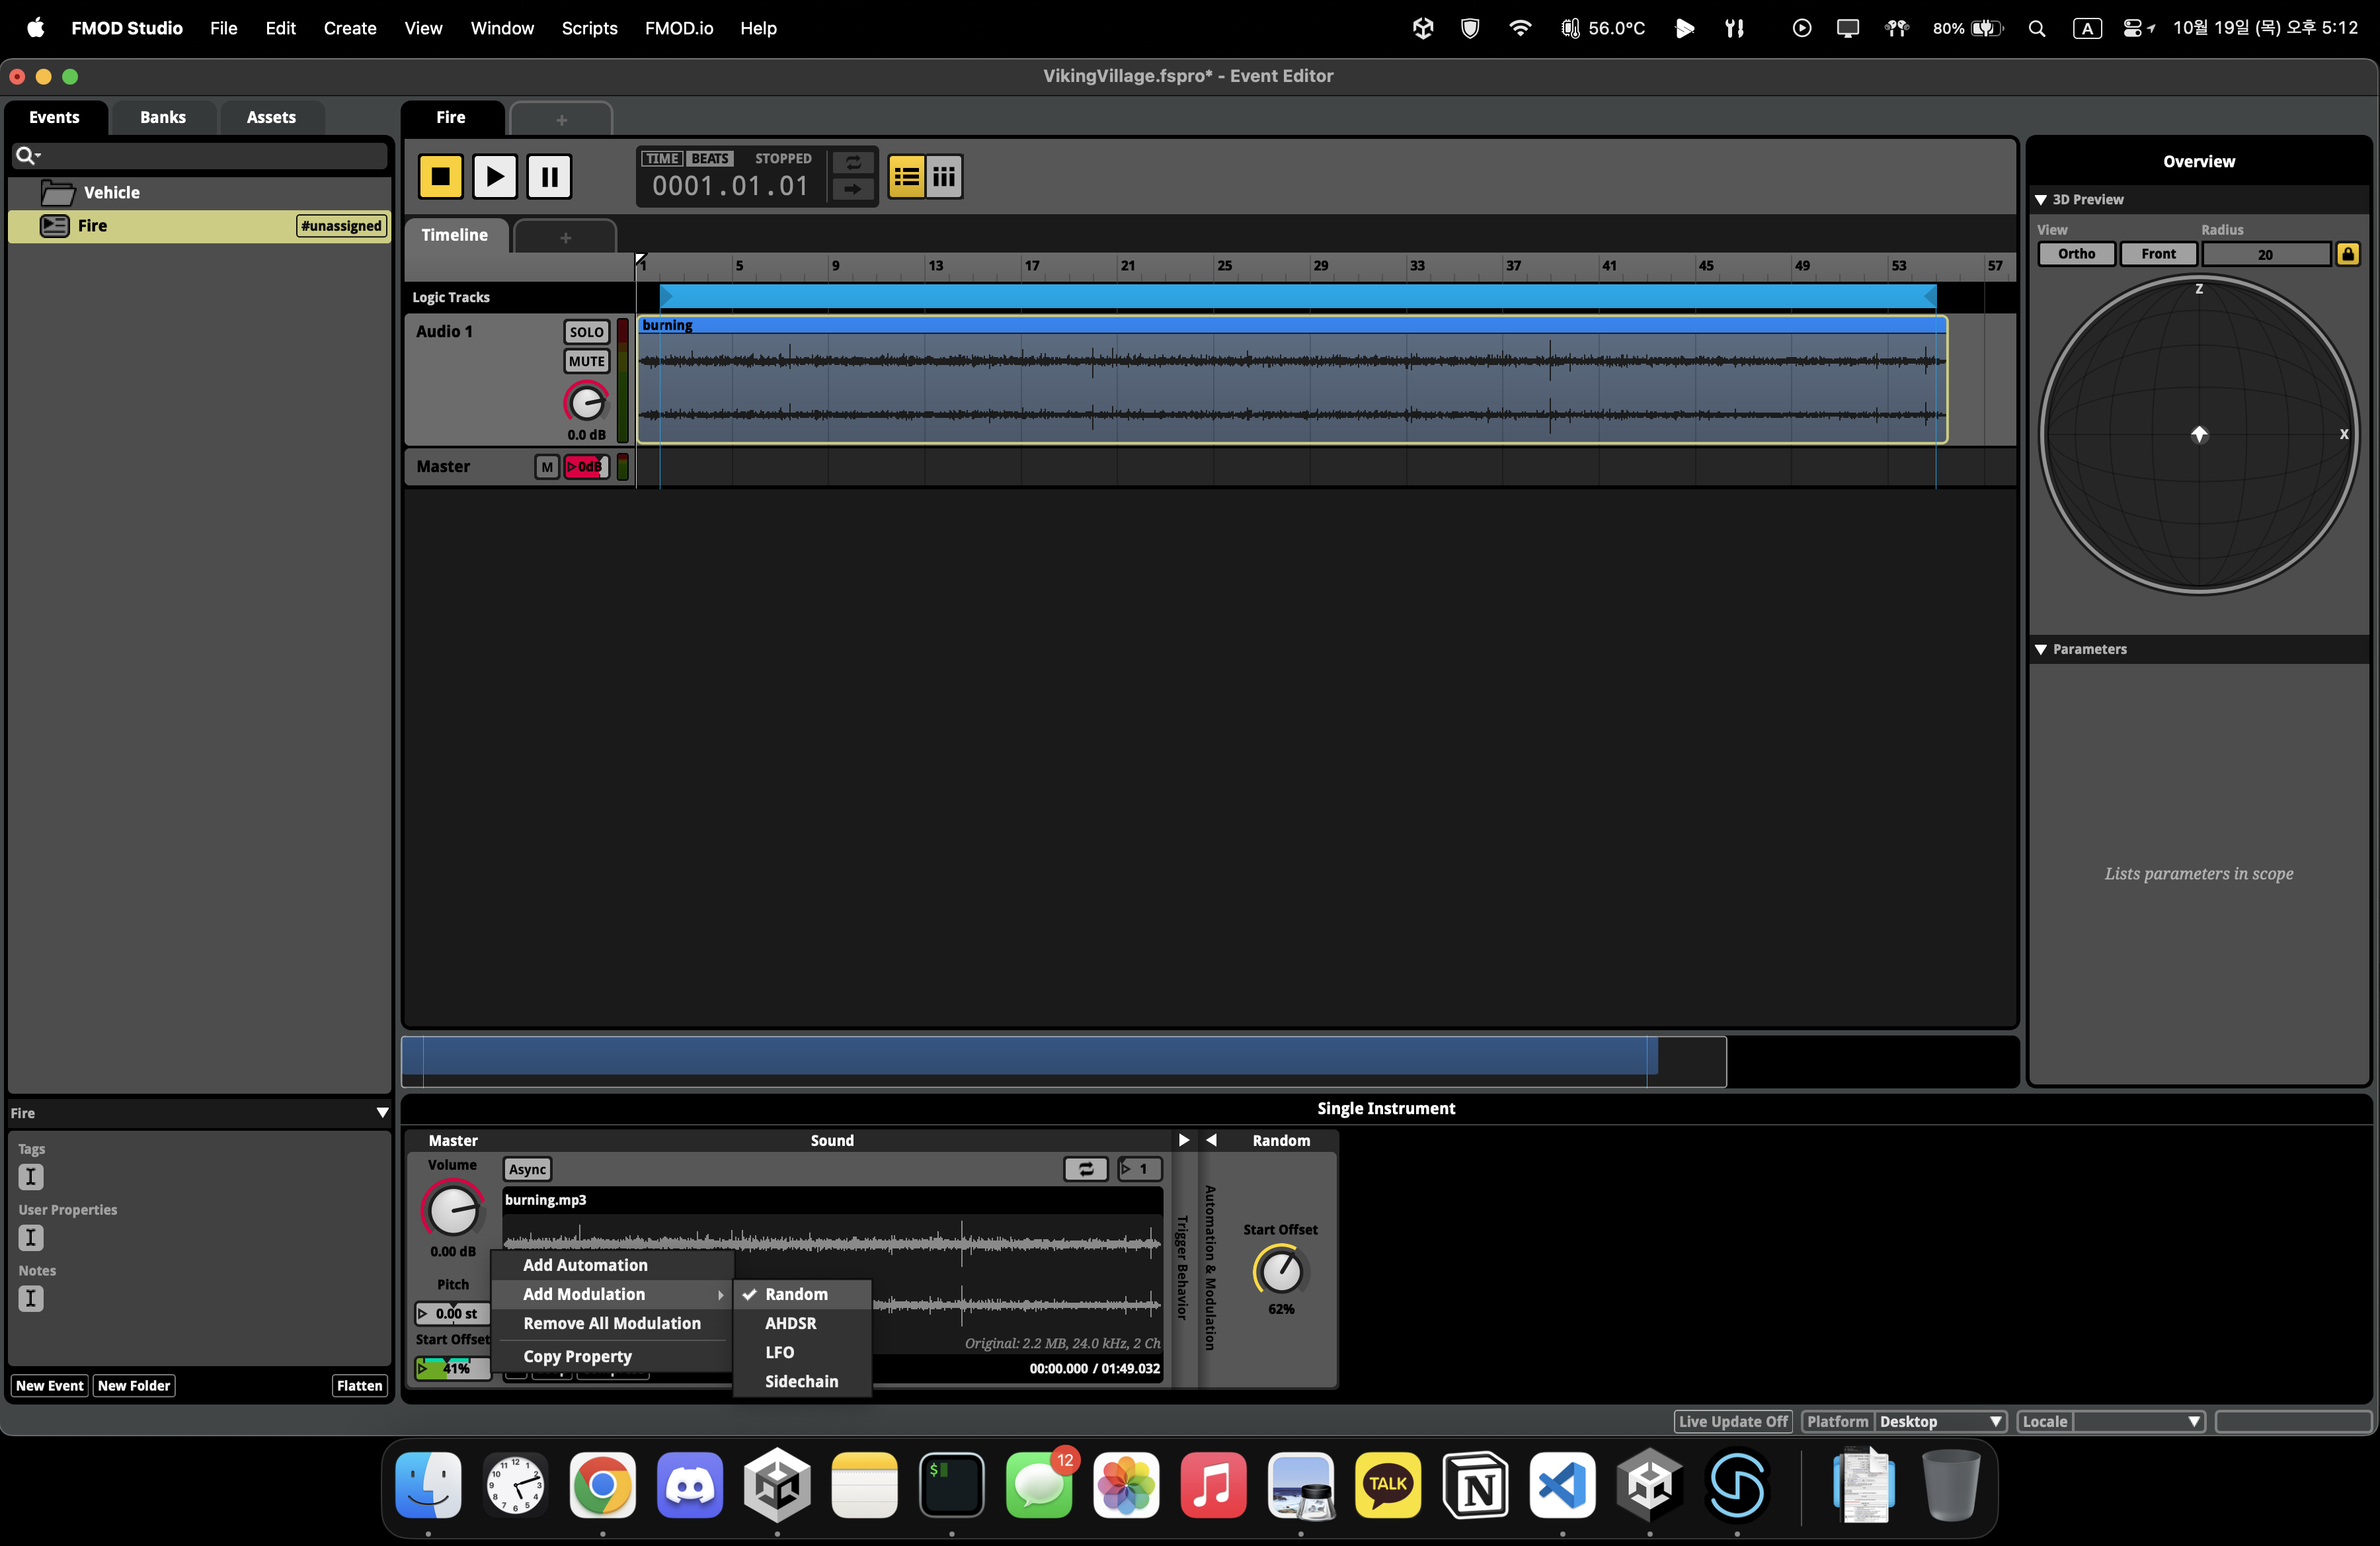 FMOD Studio File Edit Create View Window Scripts FMOD.io Help 56.0°C 80% A 10월 19일 (목) 오후 5:12
VikingVillage.fspro* - Event Editor
Events Banks Assets
Vehicle
Fire #unassigned
Fire +
TIME BEATS STOPPED
0001.01.01
Timeline +
1 5 9 13 17 21 25 29 33 37 41 45 49 53 57
Logic Tracks
Audio 1 SOLO
MUTE
0.0 dB
burning
Master M 0dB
Overview
3D Preview
View Radius
Ortho Front 20
Z
X
Parameters
Lists parameters in scope
Fire
Tags
User Properties
Notes
New Event New Folder Flatten
Single Instrument
Master Sound Random
Volume Async 1
burning.mp3
0.00 dB
Pitch
0.00 st
Start Offset
41%
Add Automation
Add Modulation
Remove All Modulation
Copy Property
Random
AHDSR
LFO
Sidechain
Original: 2.2 MB, 24.0 kHz, 2 Ch
00:00.000 / 01:49.032
Trigger Behavior
Automation & Modulation
Start Offset
62%
Live Update Off Platform Desktop Locale
12
TALK